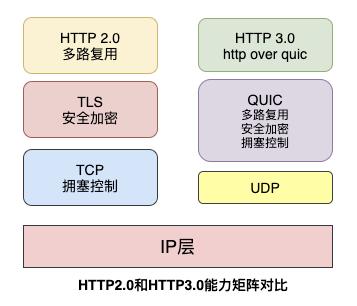 HTTP 2.0
多路复用
TLS
安全加密
TCP
拥塞控制
HTTP 3.0
http over quic
QUIC
多路复用
安全加密
拥塞控制
UDP
IP层
HTTP2.0和HTTP3.0能力矩阵对比